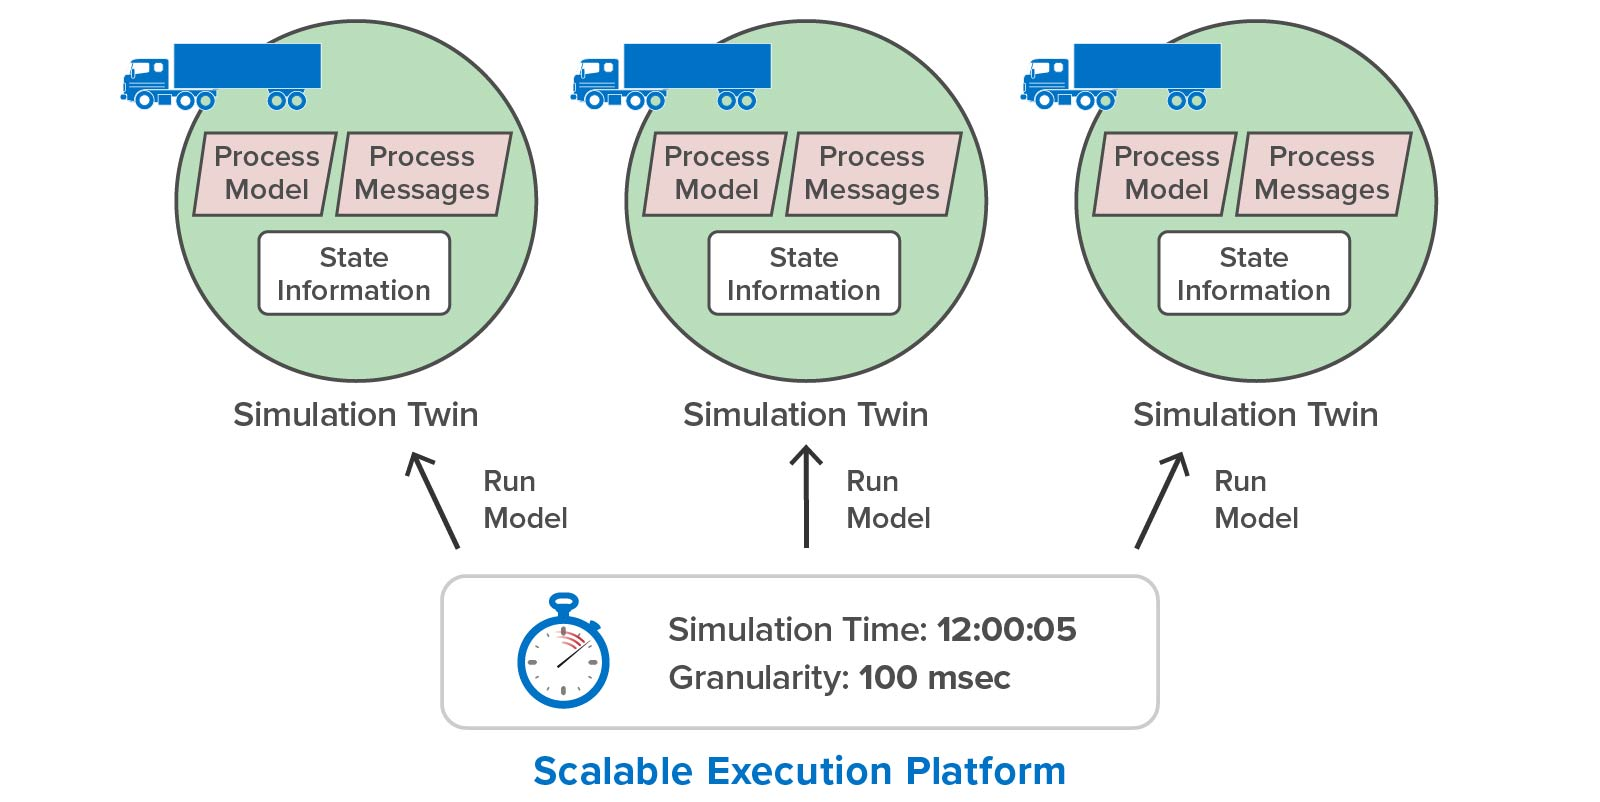 Process
Model
Process
Messages
State
Information
Simulation Twin
Process
Model
Process
Messages
State
Information
Simulation Twin
Process
Model
Process
Messages
State
Information
Simulation Twin
Run
Model
Run
Model
Run
Model
Simulation Time: 12:00:05
Granularity: 100 msec
Scalable Execution Platform